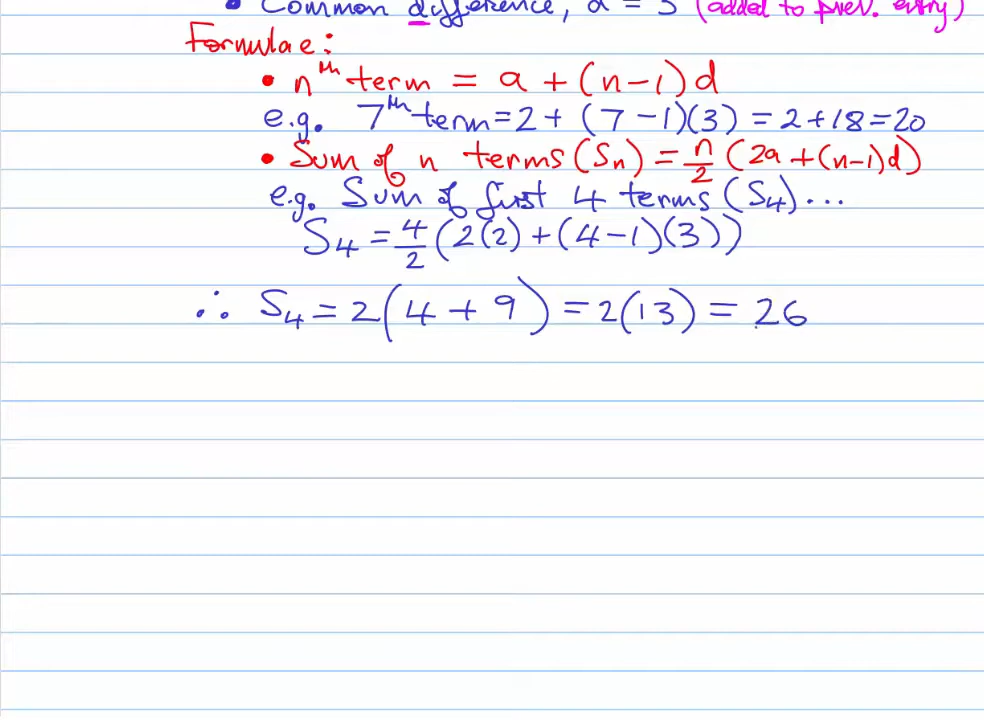 • Common difference, d = 3 (added to prev. entry)
Formulae:
• nᵗʰ term = a + (n-1)d
e.g. 7ᵗʰ term = 2 + (7-1)(3) = 2+18=20
• Sum of n terms (Sₙ) = n/2 (2a+(n-1)d)
e.g. Sum of first 4 terms (S₄)...
S₄ = 4/2 (2(2) + (4-1)(3))
∴ S₄ = 2(4 + 9) = 2(13) = 26